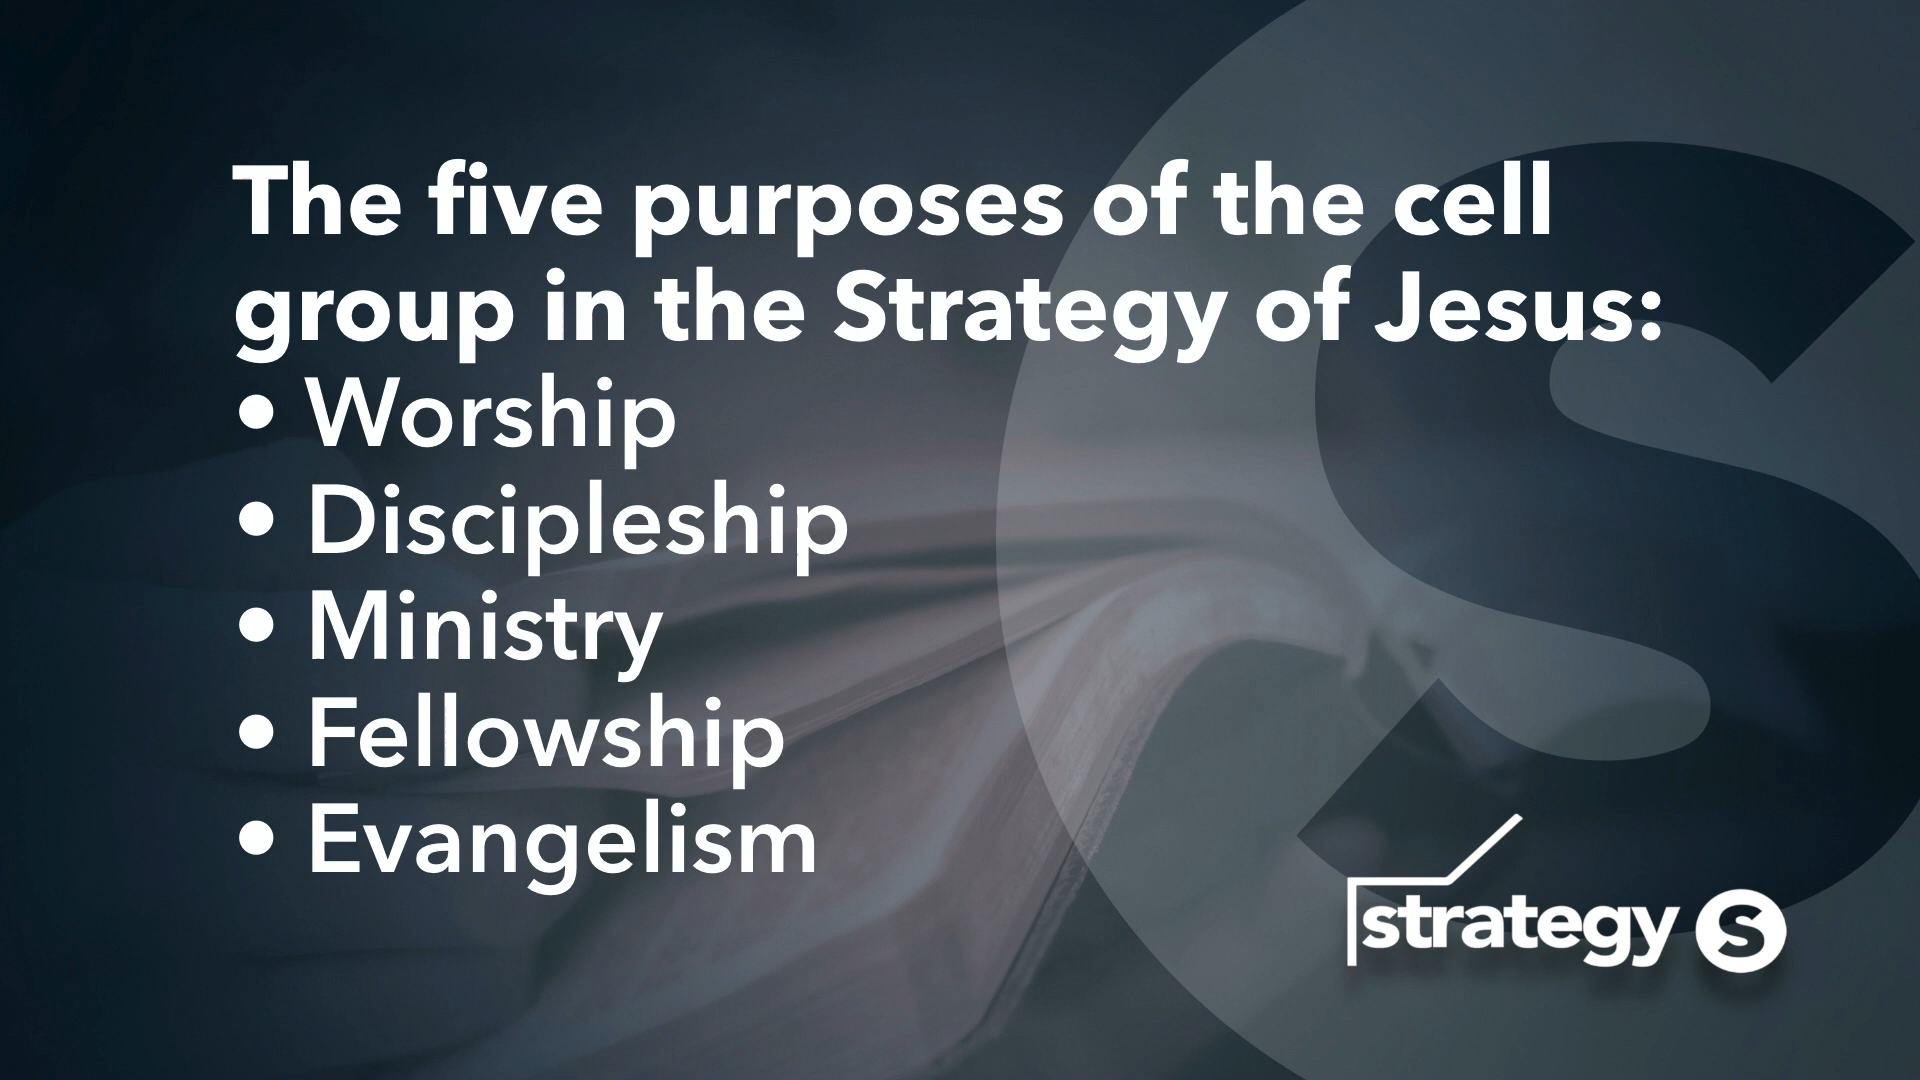 The five purposes of the cell
group in the Strategy of Jesus:
• Worship
• Discipleship
• Ministry
• Fellowship
• Evangelism
strategy S